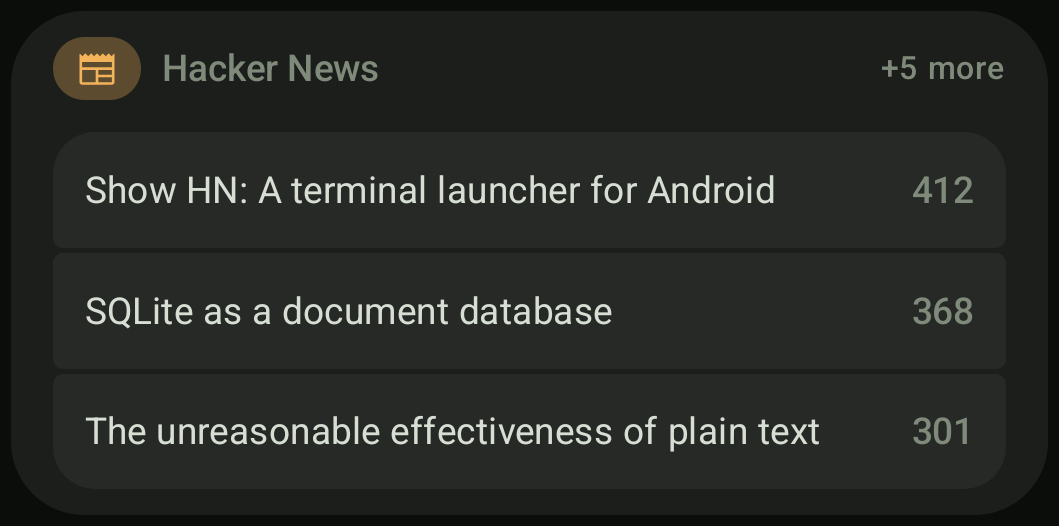 Hacker News
+5 more
Show HN: A terminal launcher for Android
412
SQLite as a document database
368
The unreasonable effectiveness of plain text
301